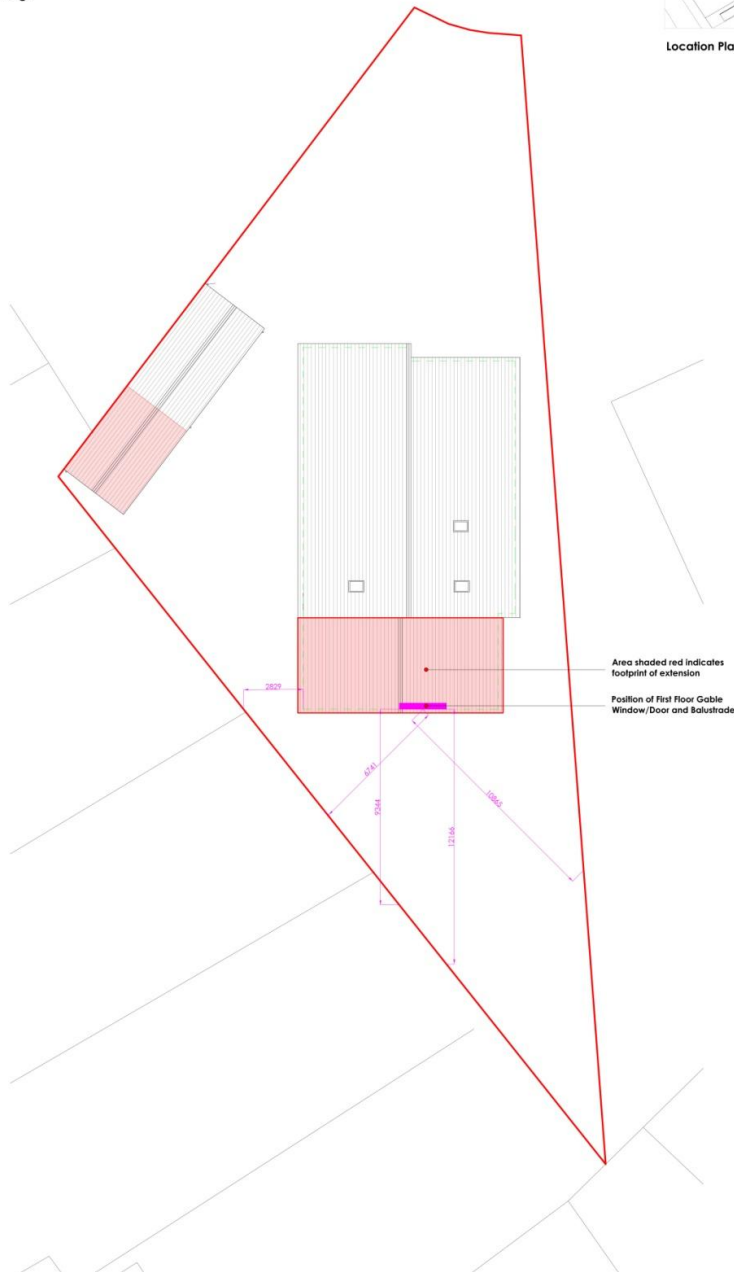 Location Pla
Area shaded red indicates
footprint of extension
2829
Position of First Floor Gable
Window/Door and Balustrade
6741
10865
9344
12166